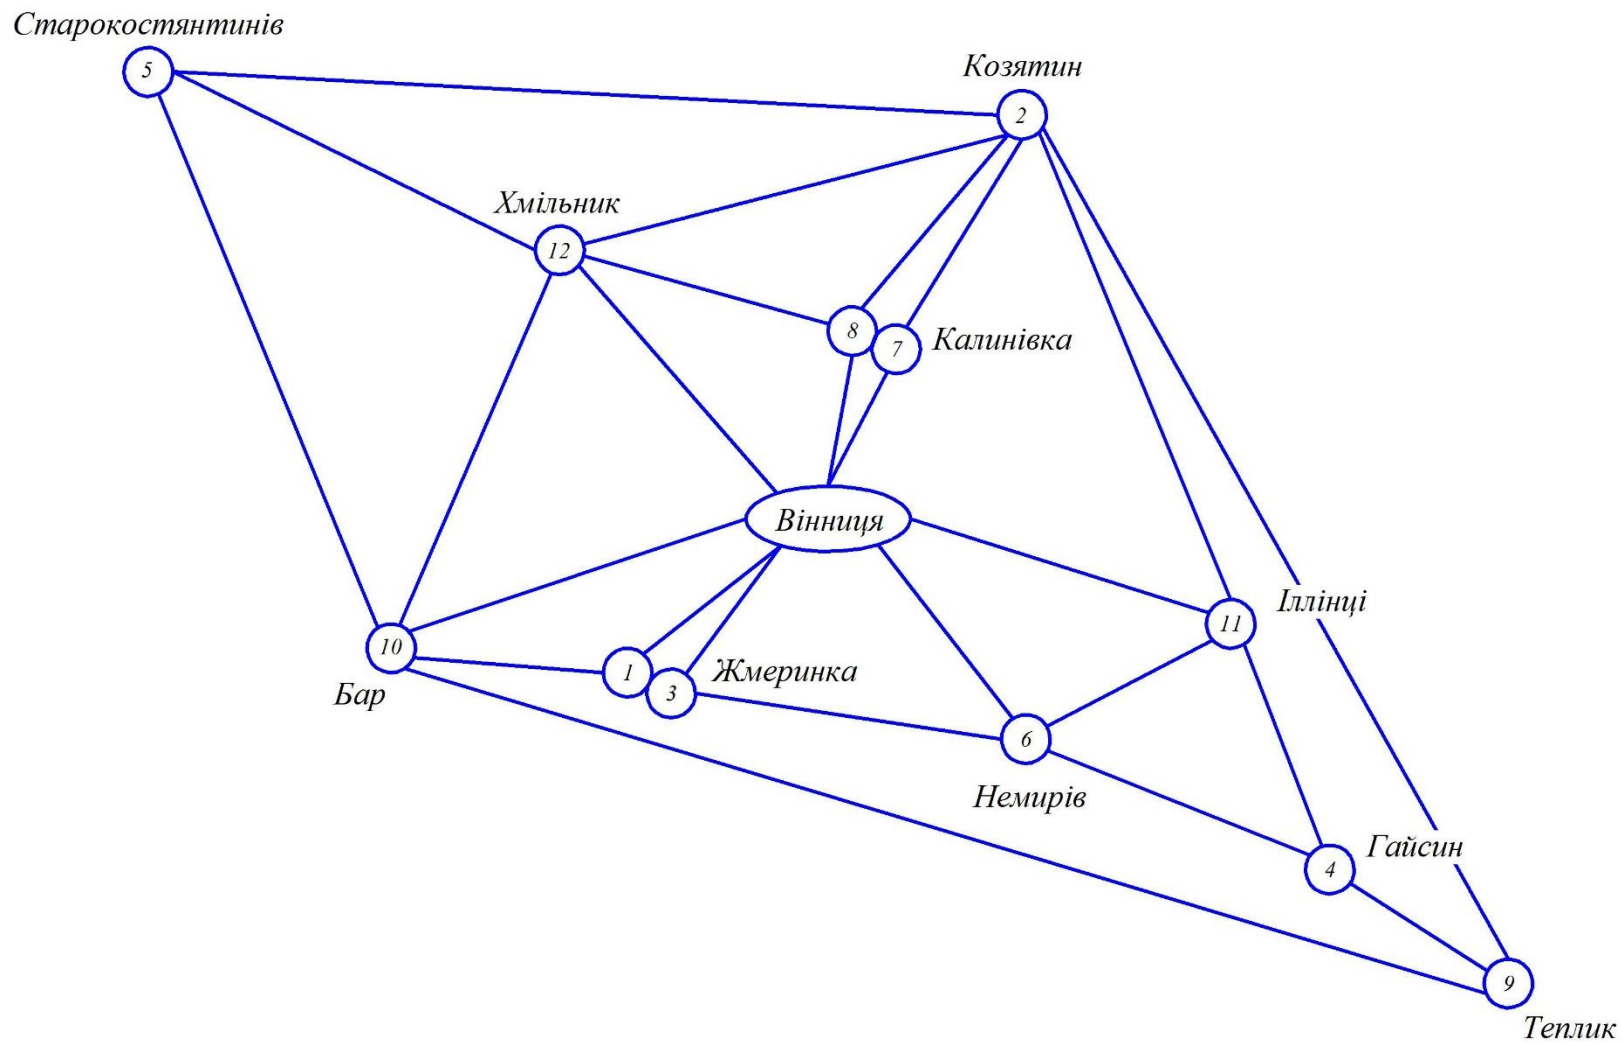 Старокостянтинів
5
Козятин
2
Хмільник
12
8
7
Калинівка
Вінниця
Іллінці
11
10
Бар
1
3
Жмеринка
6
Немирів
Гайсин
4
9
Теплик